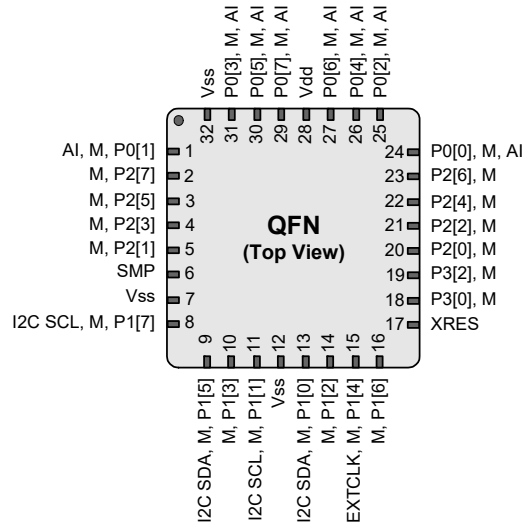 Vss
P0[3], M, AI
P0[5], M, AI
P0[7], M, AI
Vdd
P0[6], M, AI
P0[4], M, AI
P0[2], M, AI
32
31
30
29
28
27
26
25
AI, M, P0[1] 1
M, P2[7] 2
M, P2[5] 3
M, P2[3] 4
M, P2[1] 5
SMP 6
Vss 7
I2C SCL, M, P1[7] 8
QFN
(Top View)
24 P0[0], M, AI
23 P2[6], M
22 P2[4], M
21 P2[2], M
20 P2[0], M
19 P3[2], M
18 P3[0], M
17 XRES
9
10
11
12
13
14
15
16
I2C SDA, M, P1[5]
M, P1[3]
I2C SCL, M, P1[1]
Vss
I2C SDA, M, P1[0]
M, P1[2]
EXTCLK, M, P1[4]
M, P1[6]